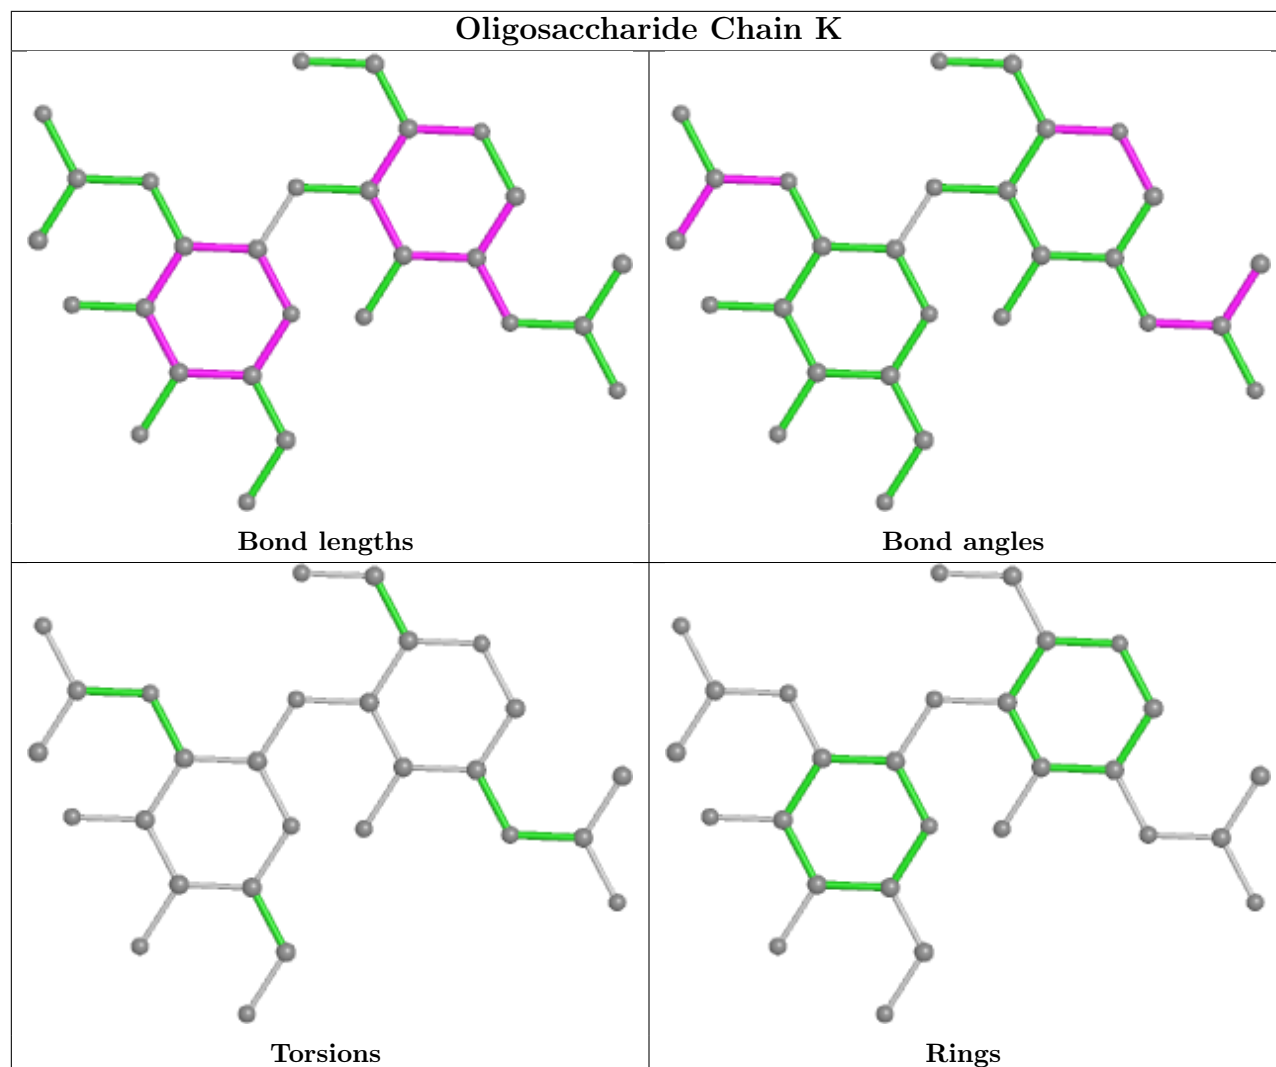 Oligosaccharide Chain K
Bond lengths
Bond angles
Torsions
Rings